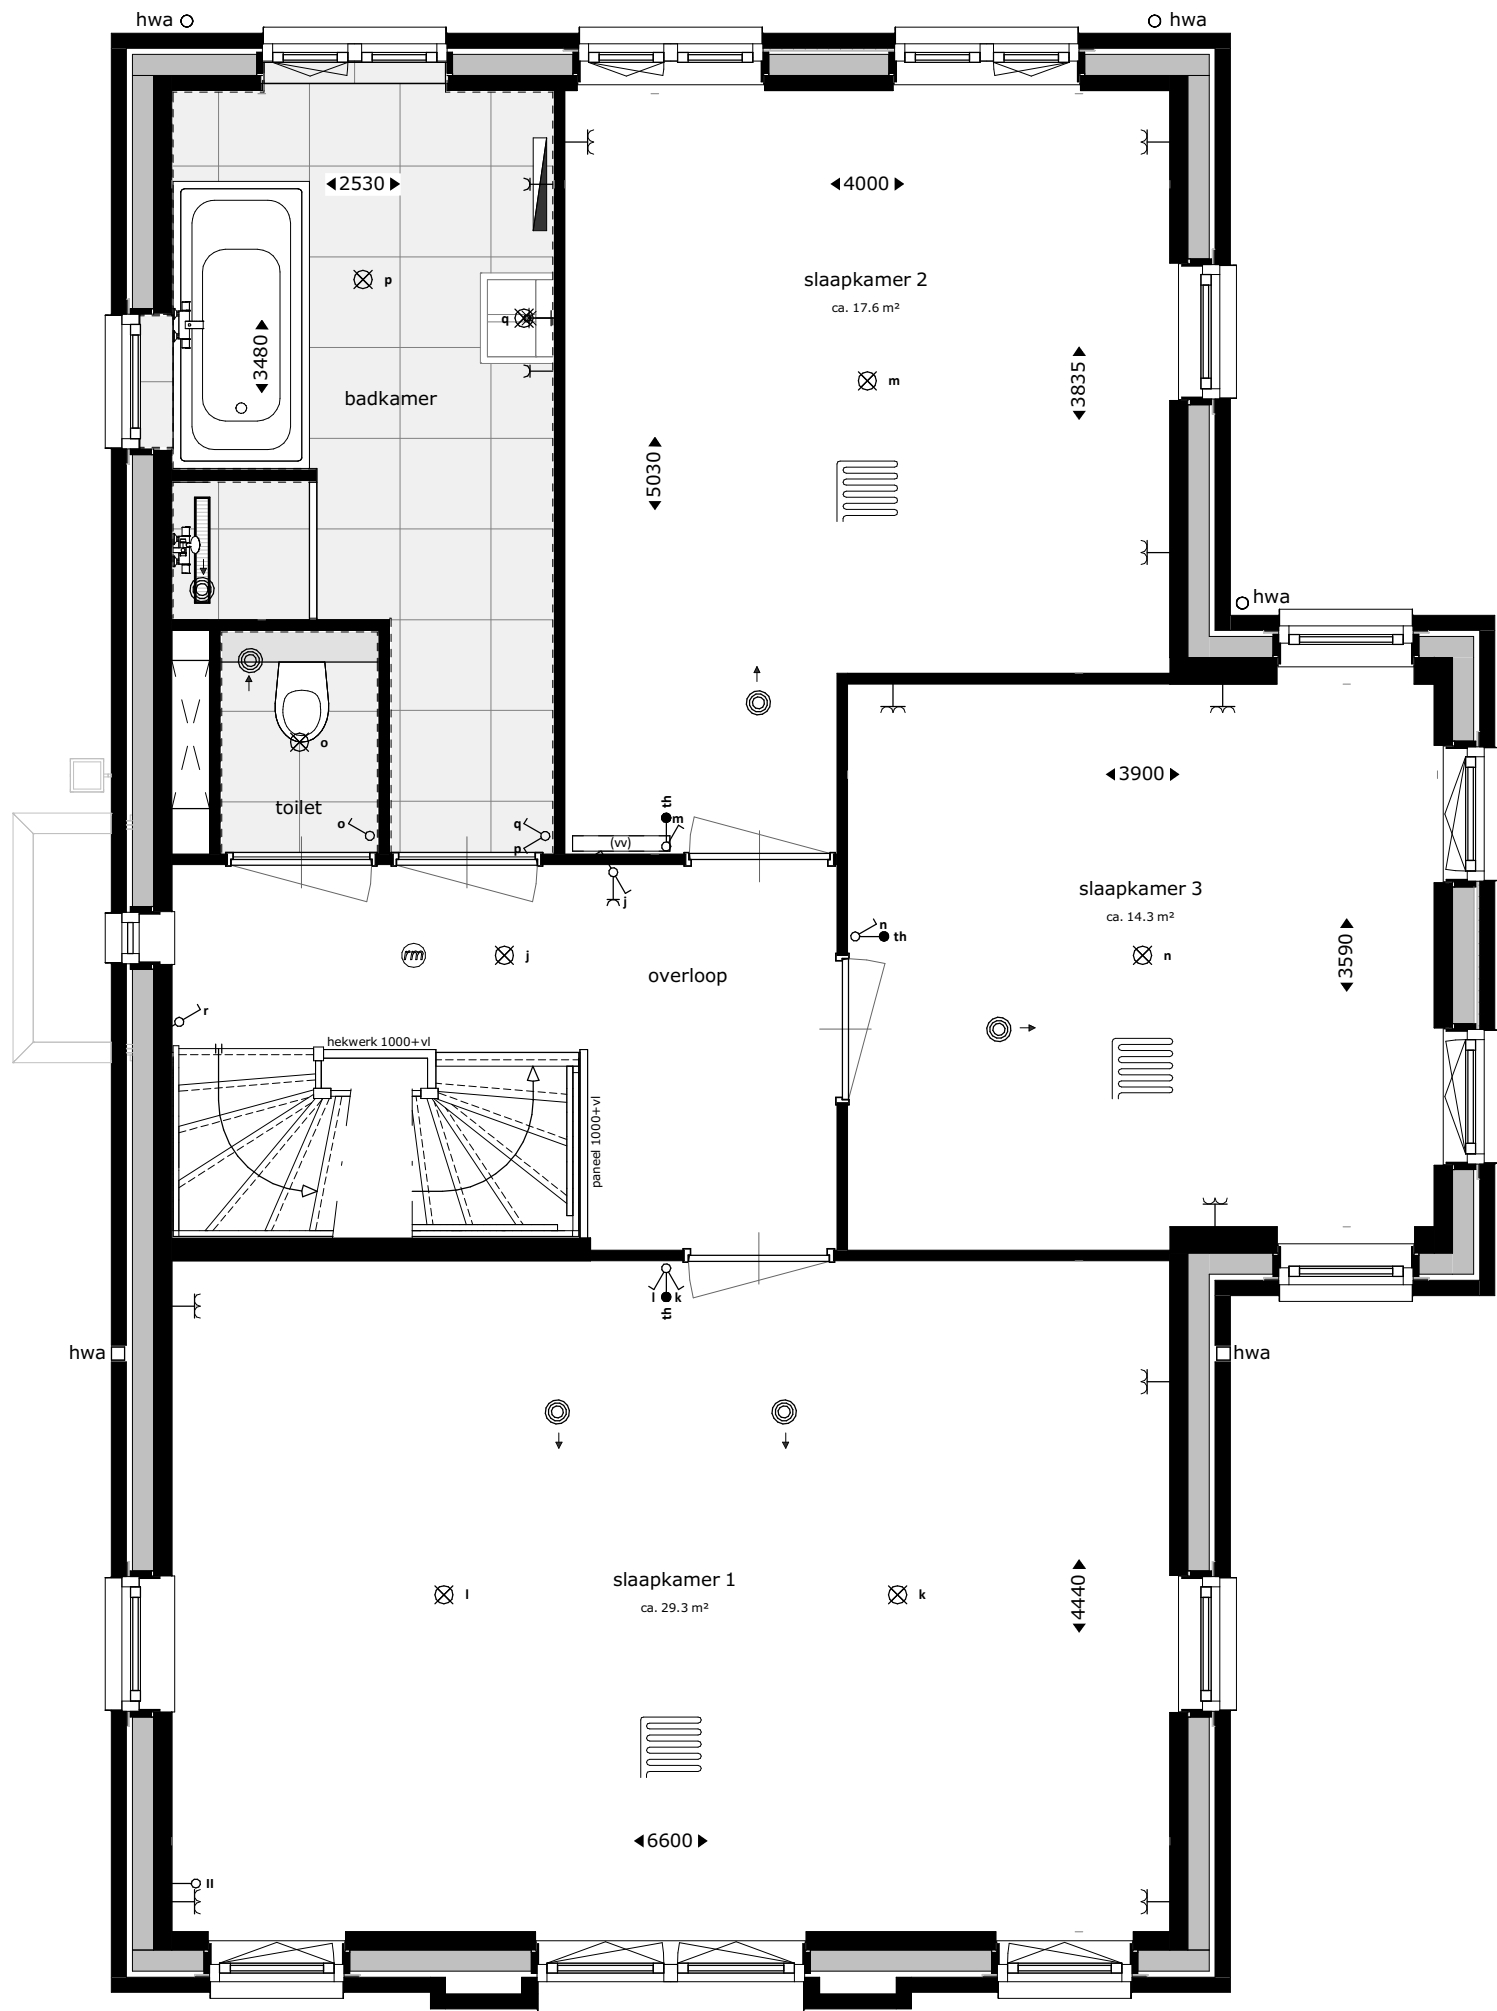 hwa
hwa
2530
4000
p
slaapkamer 2
ca. 17.6 m²
q
3480
badkamer
m
3835
5030
hwa
o
3900
toilet
o
q
p
th
m
(vv)
slaapkamer 3
ca. 14.3 m²
j
n
th
rm
j
overloop
n
3590
r
hekwerk 1000+vl
paneel 1000+vl
l
k
th
hwa
hwa
slaapkamer 1
ca. 29.3 m²
l
k
4440
6600
ll